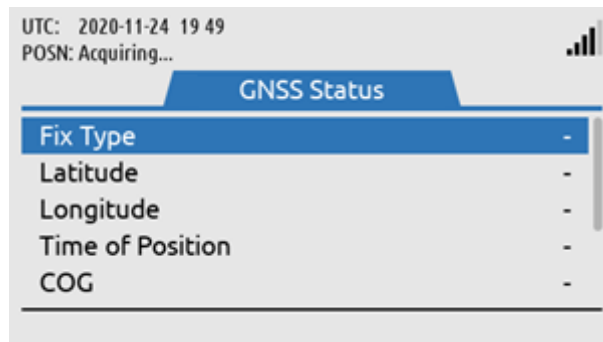 UTC: 2020-11-24 19 49
POSN: Acquiring...
GNSS Status
Fix Type -
Latitude -
Longitude -
Time of Position -
COG -